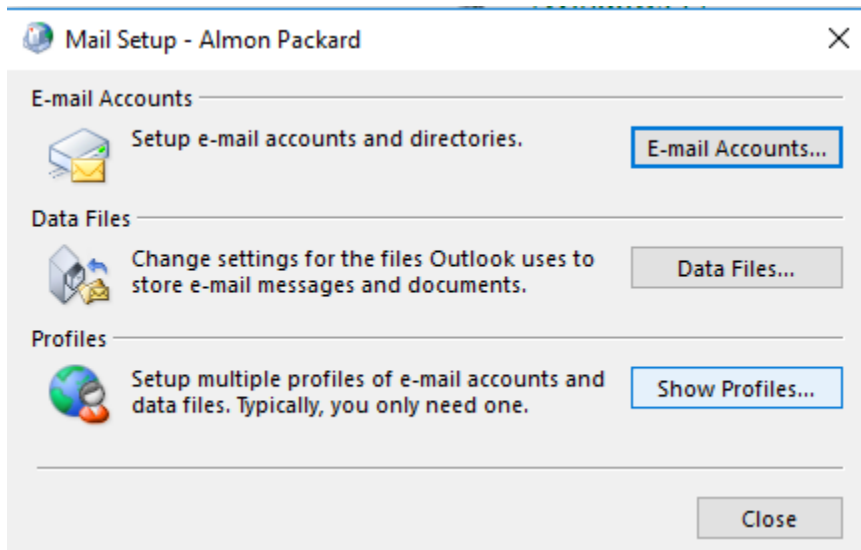 Mail Setup - Almon Packard
E-mail Accounts
Setup e-mail accounts and directories.
E-mail Accounts...
Data Files
Change settings for the files Outlook uses to
store e-mail messages and documents.
Data Files...
Profiles
Setup multiple profiles of e-mail accounts and
data files. Typically, you only need one.
Show Profiles...
Close